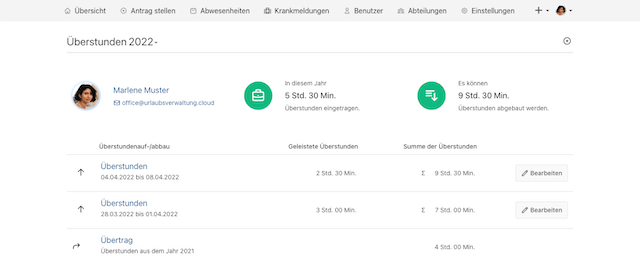 Übersicht Antrag stellen Abwesenheiten Krankmeldungen Benutzer Abteilungen Einstellungen
Überstunden 2022
Marlene Muster
office@urlaubsverwaltung.cloud
In diesem Jahr
5 Std. 30 Min.
Überstunden eingetragen.
Es können
9 Std. 30 Min.
Überstunden abgebaut werden.
Überstundenauf-/abbau Geleistete Überstunden Summe der Überstunden
Überstunden
04.04.2022 bis 08.04.2022
2 Std. 30 Min. Σ 9 Std. 30 Min. Bearbeiten
Überstunden
28.03.2022 bis 01.04.2022
3 Std. 00 Min. Σ 7 Std. 00 Min. Bearbeiten
Übertrag
Überstunden aus dem Jahr 2021
4 Std. 00 Min.